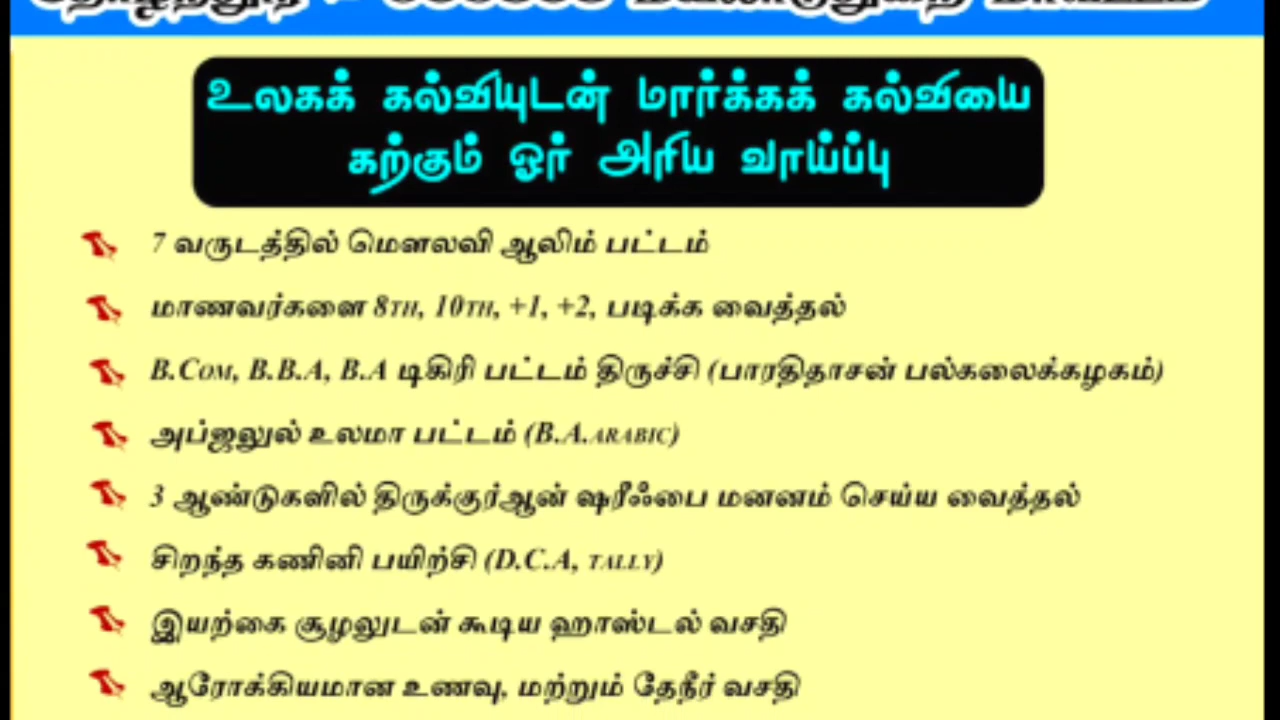 உலகக் கல்வியுடன் மார்க்கக் கல்வியை
கற்கும் ஓர் அரிய வாய்ப்பு
7 வருடத்தில் மௌலவி ஆலிம் பட்டம்
மாணவர்களை 8TH, 10TH, +1, +2, படிக்க வைத்தல்
B.COM, B.B.A, B.A டிகிரி பட்டம் திருச்சி (பாரதிதாசன் பல்கலைக்கழகம்)
அப்ஜலுல் உலமா பட்டம் (B.A.ARABIC)
3 ஆண்டுகளில் திருக்குர்ஆன் ஷரீஃபை மனனம் செய்ய வைத்தல்
சிறந்த கணினி பயிற்சி (D.C.A, TALLY)
இயற்கை சூழலுடன் கூடிய ஹாஸ்டல் வசதி
ஆரோக்கியமான உணவு, மற்றும் தேநீர் வசதி